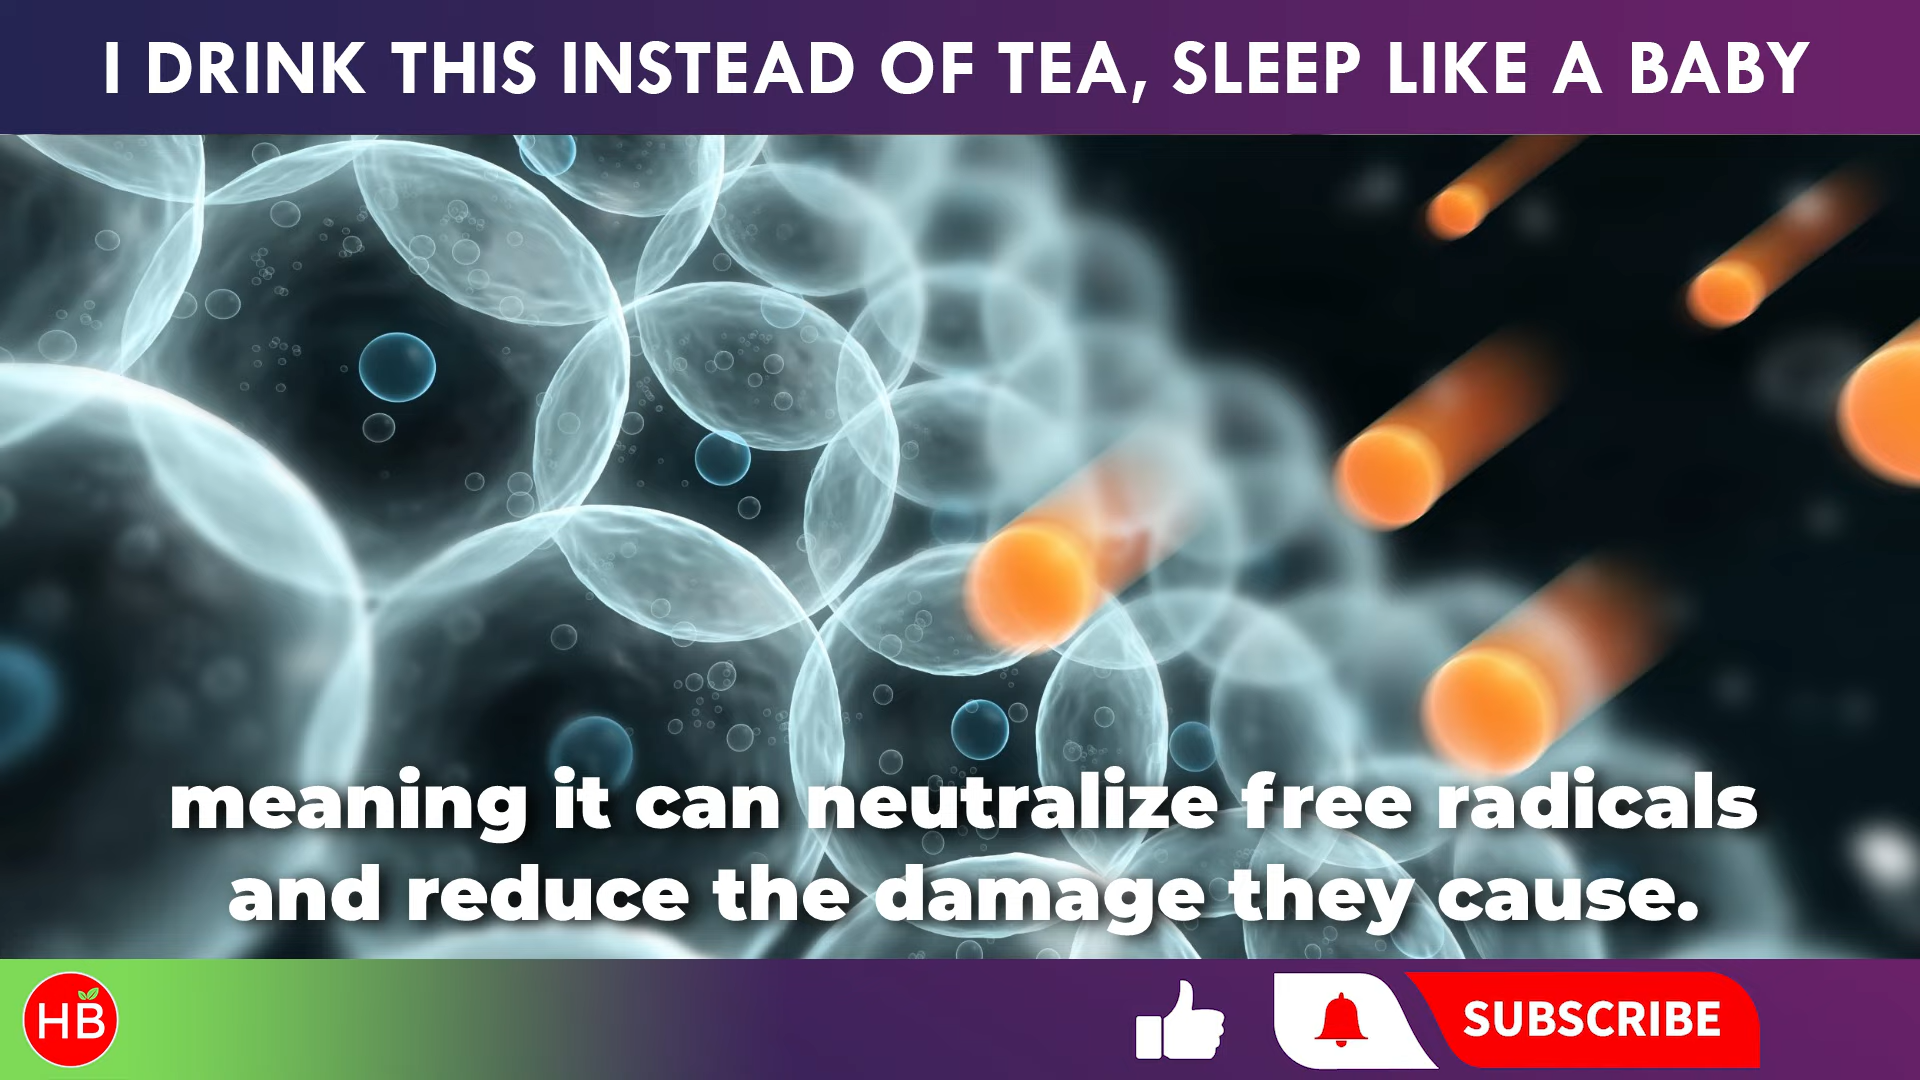 I DRINK THIS INSTEAD OF TEA, SLEEP LIKE A BABY
meaning it can neutralize free radicals
and reduce the damage they cause.
HB
SUBSCRIBE